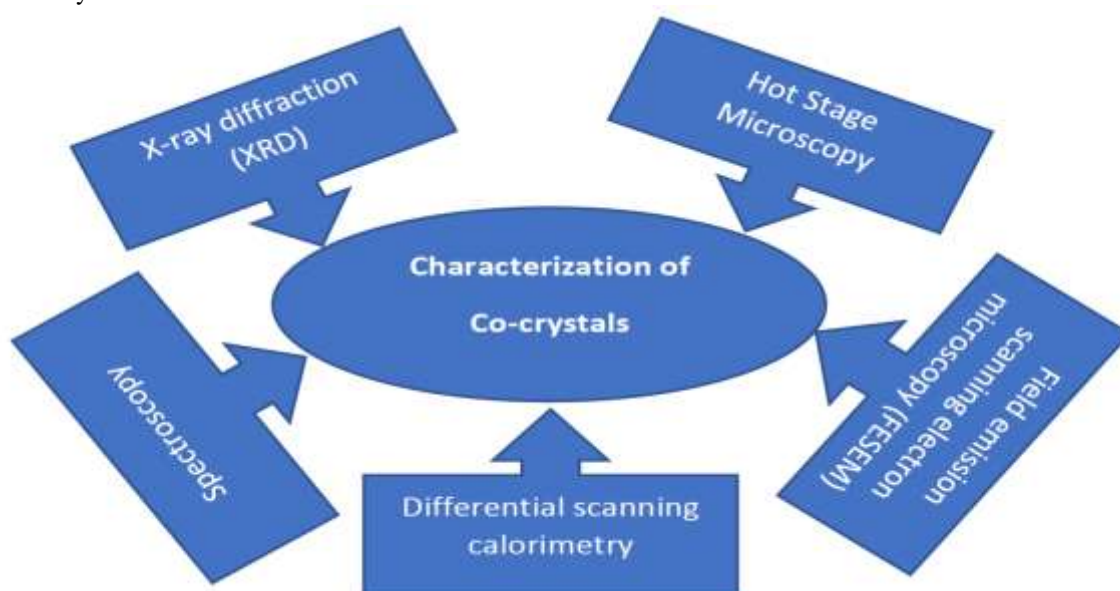 X-ray diffraction
(XRD)
Hot Stage
Microscopy
Characterization of
Co-crystals
Spectroscopy
Differential scanning
calorimetry
Field emission
scanning electron
microscopy (FESEM)